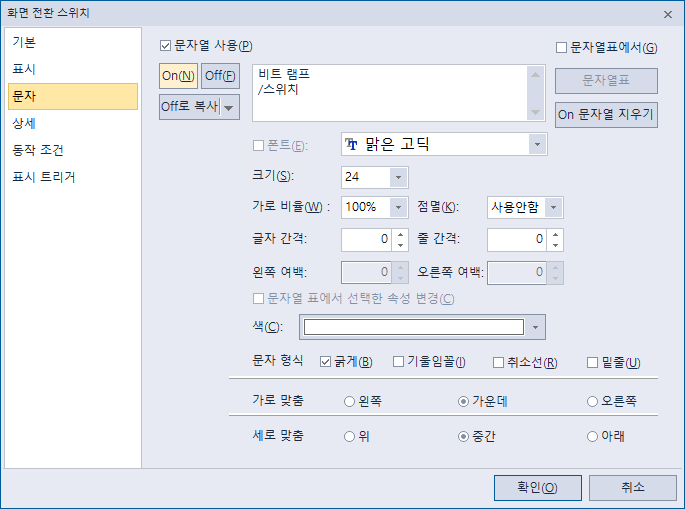 화면 전환 스위치
기본
표시
문자
상세
동작 조건
표시 트리거
문자열 사용(P)
문자열표에서(G)
On(N) Off(F)
비트 램프
/스위치
문자열표
Off로 복사
On 문자열 지우기
폰트(E): 맑은 고딕
크기(S): 24
가로 비율(W) : 100% 점멸(K): 사용안함
글자 간격: 0 줄 간격: 0
왼쪽 여백: 0 오른쪽 여백: 0
문자열 표에서 선택한 속성 변경(C)
색(C):
문자 형식 굵게(B) 기울임꼴(I) 취소선(R) 밑줄(U)
가로 맞춤 왼쪽 가운데 오른쪽
세로 맞춤 위 중간 아래
확인(O) 취소